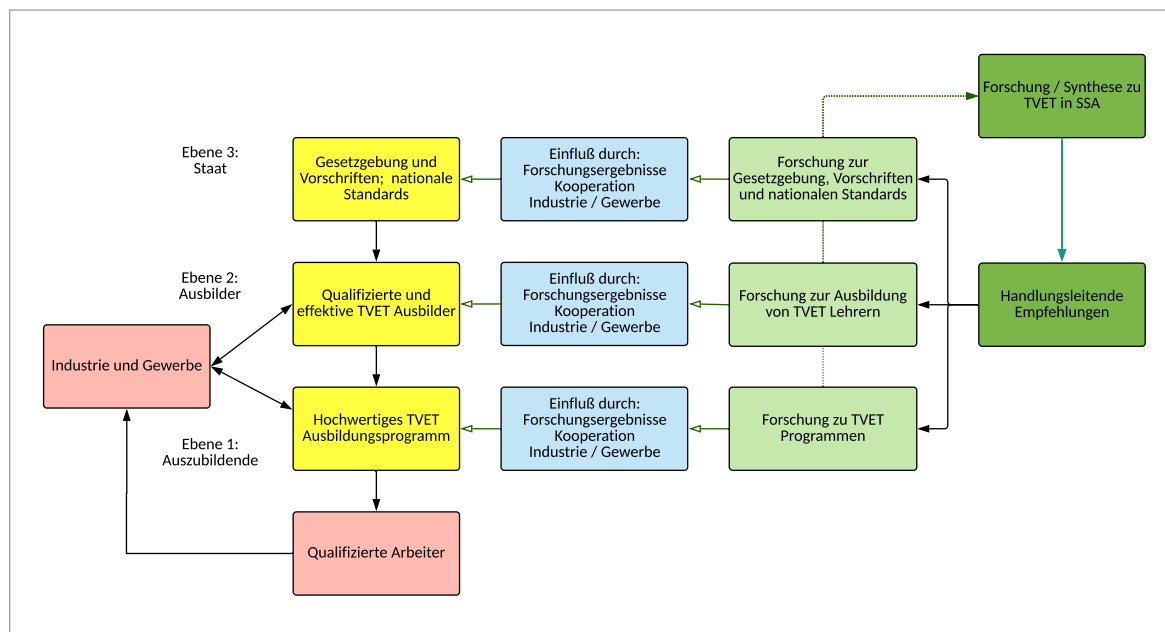 Forschung / Synthese zu
TVET in SSA
Ebene 3:
Staat
Gesetzgebung und
Vorschriften; nationale
Standards
Einfluß durch:
Forschungsergebnisse
Kooperation
Industrie / Gewerbe
Forschung zur
Gesetzgebung, Vorschriften
und nationalen Standards
Ebene 2:
Ausbilder
Qualifizierte und
effektive TVET Ausbilder
Einfluß durch:
Forschungsergebnisse
Kooperation
Industrie / Gewerbe
Forschung zur Ausbildung
von TVET Lehrern
Handlungsleitende
Empfehlungen
Industrie und Gewerbe
Hochwertiges TVET
Ausbildungsprogramm
Einfluß durch:
Forschungsergebnisse
Kooperation
Industrie / Gewerbe
Forschung zu TVET
Programmen
Ebene 1:
Auszubildende
Qualifizierte Arbeiter